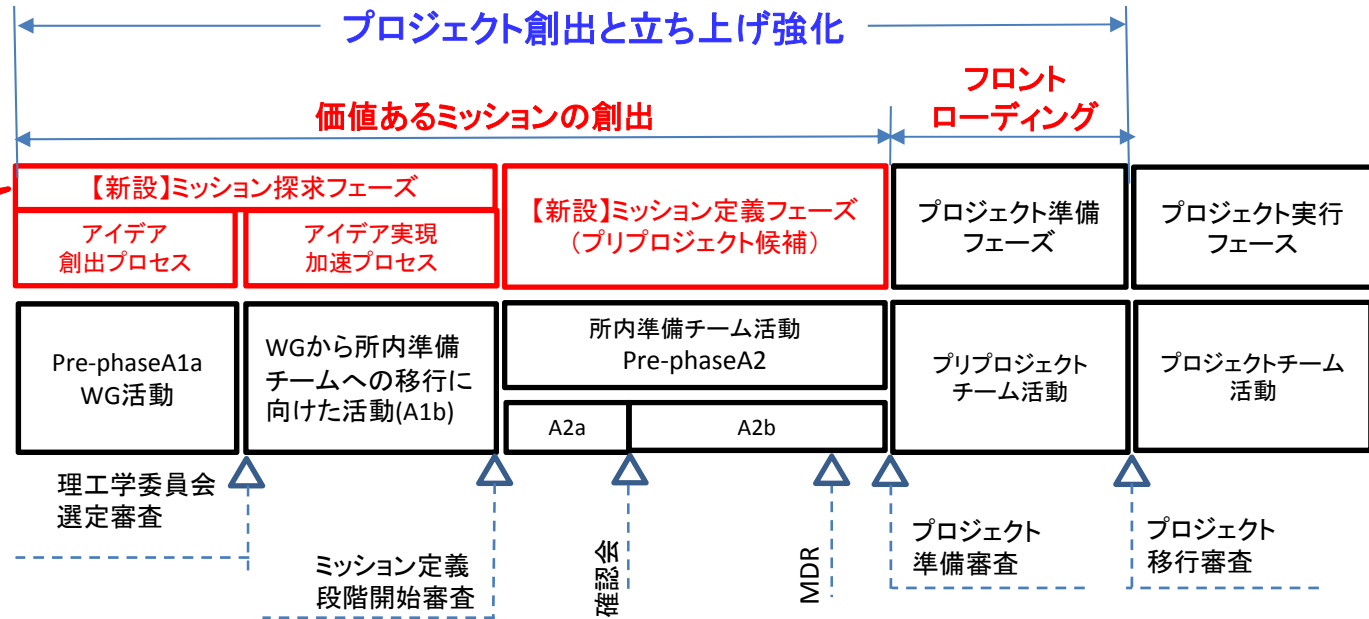 プロジェクト創出と立ち上げ強化
価値あるミッションの創出
フロント
ローディング
【新設】ミッション探求フェーズ
アイデア
創出プロセス
アイデア実現
加速プロセス
【新設】ミッション定義フェーズ
（プリプロジェクト候補）
プロジェクト準備
フェーズ
プロジェクト実行
フェース
Pre-phaseA1a
WG活動
WGから所内準備
チームへの移行に
向けた活動(A1b)
所内準備チーム活動
Pre-phaseA2
A2a
A2b
プリプロジェクト
チーム活動
プロジェクトチーム
活動
理工学委員会
選定審査
ミッション定義
段階開始審査
確認会
MDR
プロジェクト
準備審査
プロジェクト
移行審査